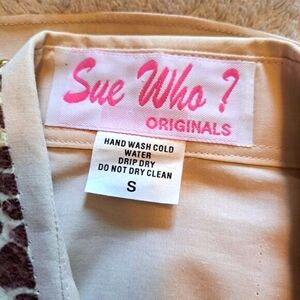 Sue Who?
ORIGINALS
HAND WASH COLD
WATER
DRIP DRY
DO NOT DRY CLEAN
S